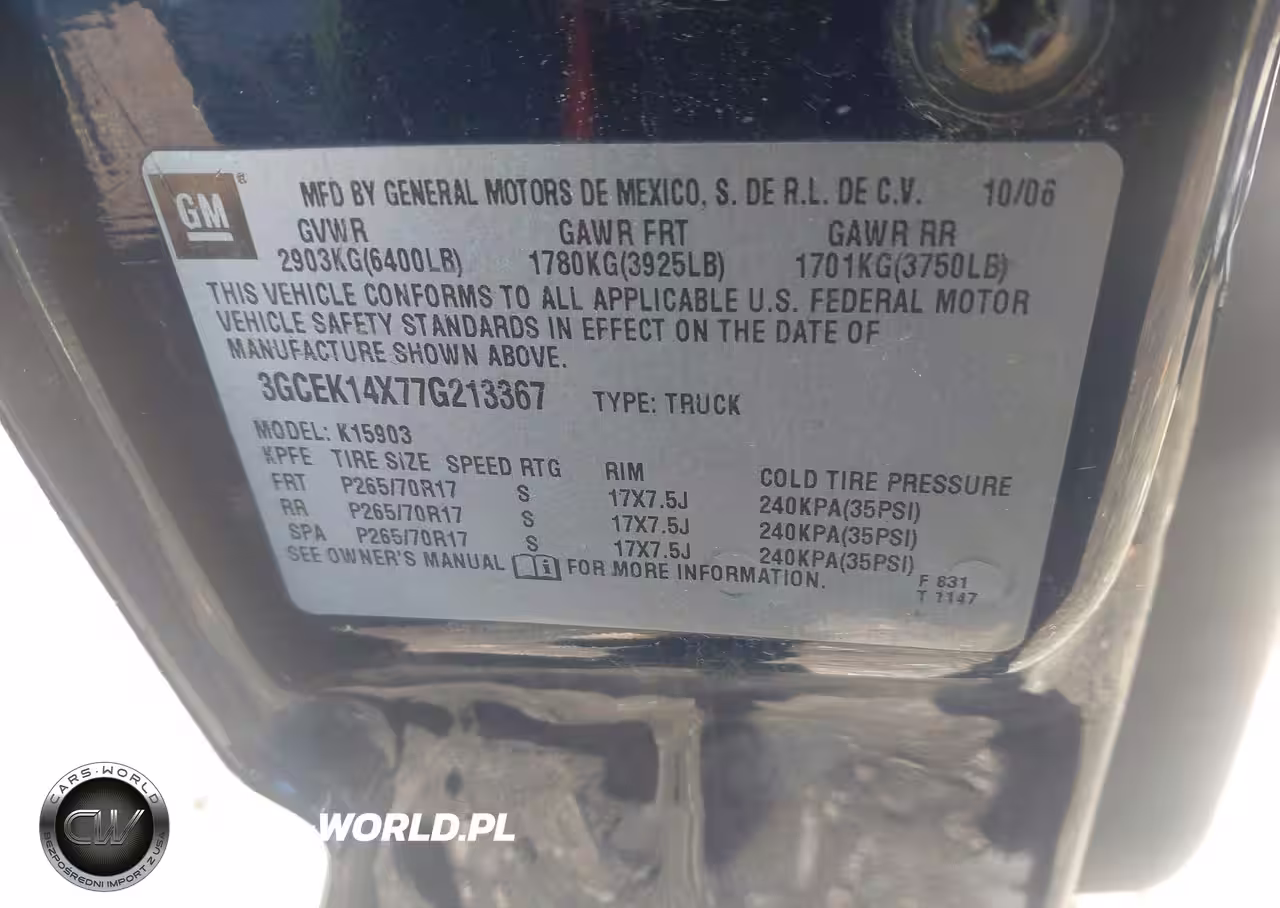 GM®
MFD BY GENERAL MOTORS DE MEXICO, S. DE R.L. DE C.V. 10/06
GVWR GAWR FRT GAWR RR
2903KG(6400LB) 1780KG(3925LB) 1701KG(3750LB)
THIS VEHICLE CONFORMS TO ALL APPLICABLE U.S. FEDERAL MOTOR
VEHICLE SAFETY STANDARDS IN EFFECT ON THE DATE OF
MANUFACTURE SHOWN ABOVE.
3GCEK14X77G213367 TYPE: TRUCK
MODEL: K15903
KPFE TIRE SIZE SPEED RTG RIM COLD TIRE PRESSURE
FRT P265/70R17 S 17X7.5J 240KPA(35PSI)
RR P265/70R17 S 17X7.5J 240KPA(35PSI)
SPA P265/70R17 S 17X7.5J 240KPA(35PSI)
SEE OWNER'S MANUAL i FOR MORE INFORMATION.
F 831
T 1147
CARS-WORLD
CW
BEZPOŚREDNI IMPORT Z USA
-WORLD.PL